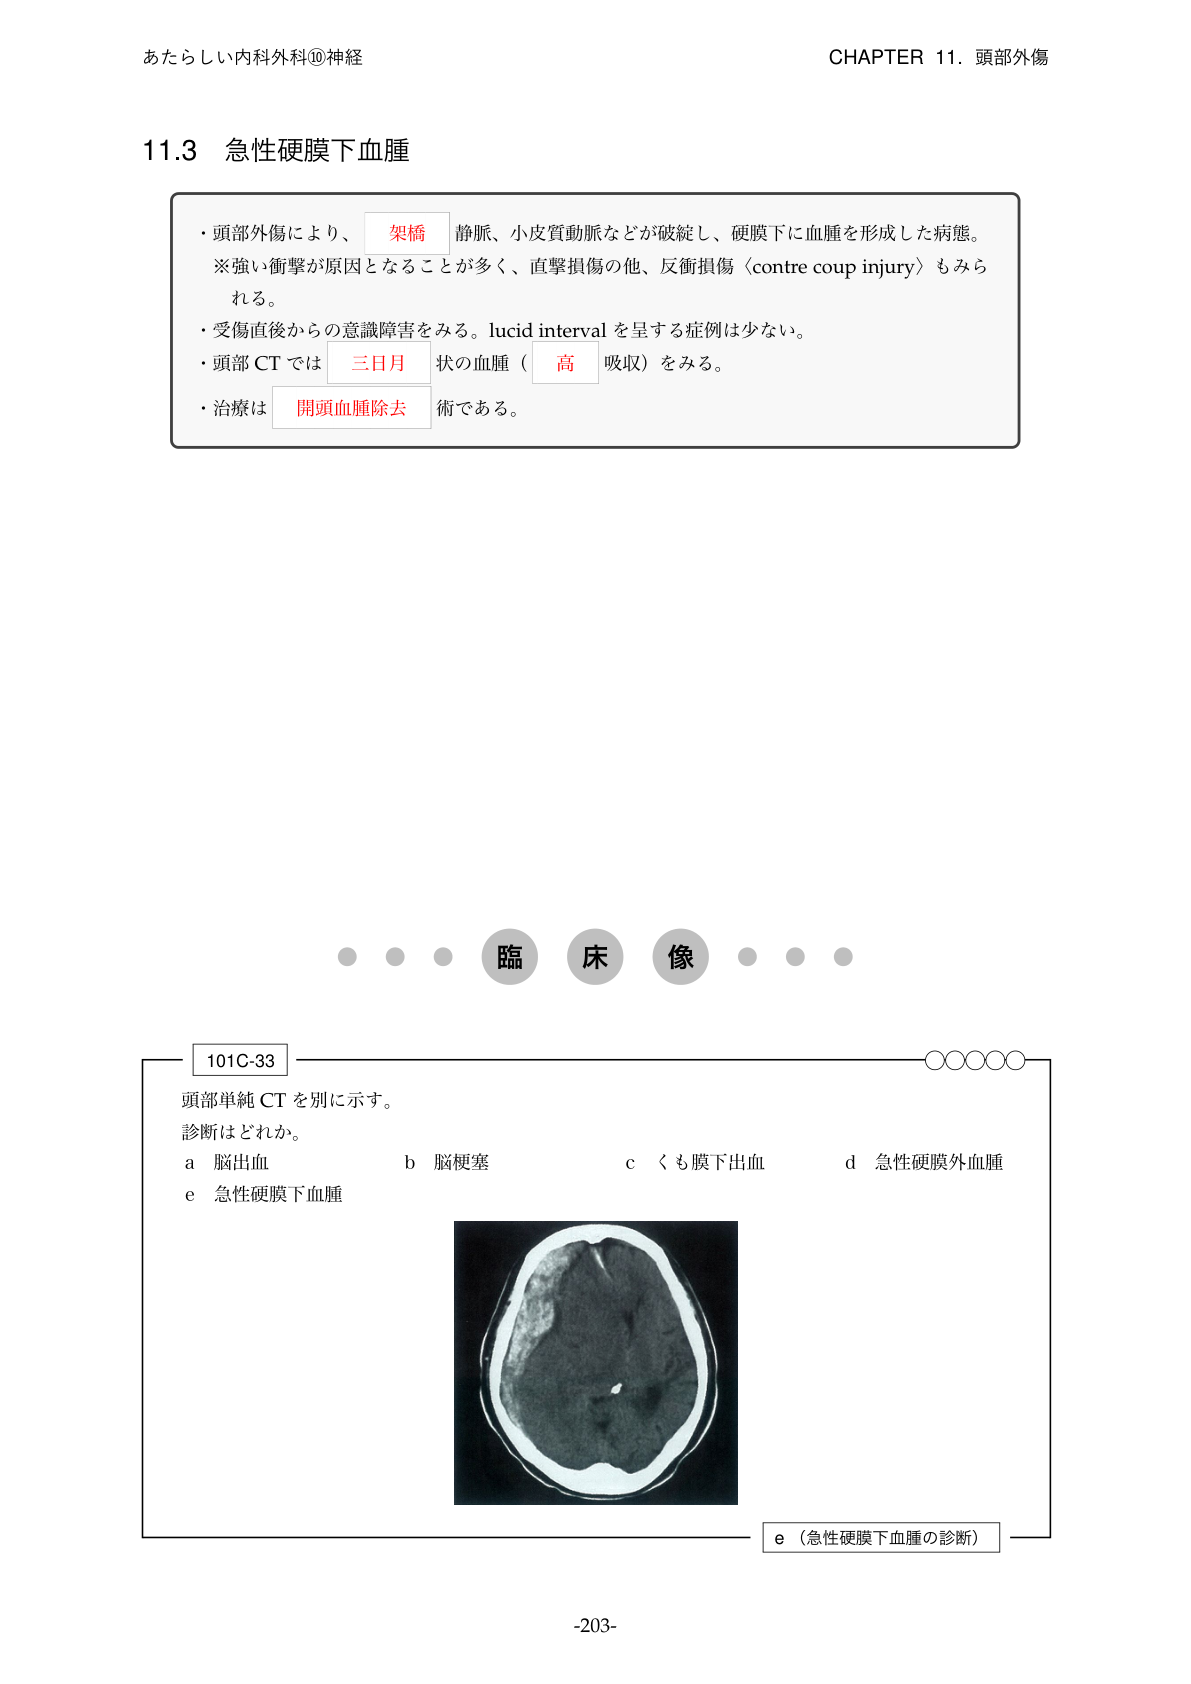 あたらしい内科外科⑩神経 CHAPTER 11. 頭部外傷
11.3 急性硬膜下血腫
・頭部外傷により、 架橋 静脈、小皮質動脈などが破綻し、硬膜下に血腫を形成した病態。
※強い衝撃が原因となることが多く、直撃損傷の他、反衝損傷〈contre coup injury〉もみら
れる。
・受傷直後からの意識障害をみる。lucid interval を呈する症例は少ない。
・頭部 CT では 三日月 状の血腫（ 高 吸収）をみる。
・治療は 開頭血腫除去 術である。
臨 床 像
101C-33
頭部単純 CT を別に示す。
診断はどれか。
a 脳出血 b 脳梗塞 c くも膜下出血 d 急性硬膜外血腫
e 急性硬膜下血腫
e （急性硬膜下血腫の診断）
-203-